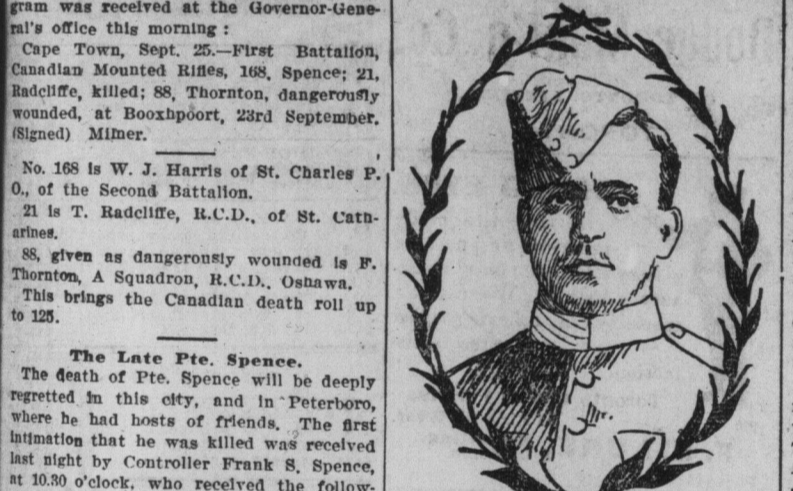 gram was received at the Governor-Gene-
ral's office this morning :
Cape Town, Sept. 25.—First Battalion,
Canadian Mounted Rifles, 168, Spence; 21,
Radcliffe, killed; 88, Thornton, dangerously
wounded, at Booxhpoort, 23rd September.
(Signed) Milner.
No. 168 is W. J. Harris of St. Charles P.
O., of the Second Battalion.
21 is T. Radcliffe, R.C.D., of St. Cath-
arines.
88, given as dangerously wounded is F.
Thornton, A Squadron, R.C.D., Oshawa.
This brings the Canadian death roll up
to 125.
The Late Pte. Spence.
The death of Pte. Spence will be deeply
regretted in this city, and in Peterboro,
where he had hosts of friends. The first
intimation that he was killed was received
last night by Controller Frank S. Spence,
at 10.30 o'clock, who received the follow-